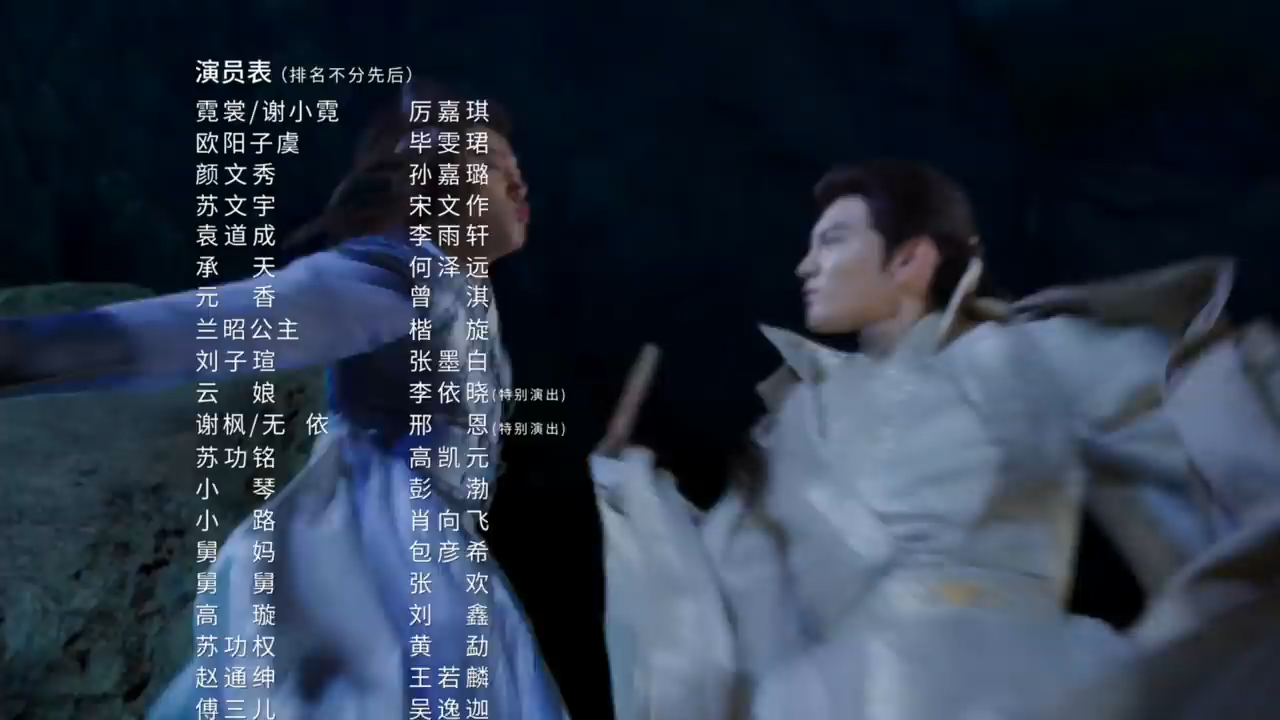 演员表（排名不分先后）
霓裳/谢小霓 厉嘉琪
欧阳子虞 毕雯珺
颜文秀 孙嘉璐
苏文宇 宋文作
袁道成 李雨轩
承天 何泽远
元香 曾淇
兰昭公主 楷旋
刘子瑄 张墨白
云娘 李依晓(特别演出)
谢枫/无依 邢恩(特别演出)
苏功铭 高凯元
小琴 彭渤
小路 肖向飞
舅妈 包彦希
舅舅 张欢
高璇 刘鑫
苏功权 黄勐
赵通绅 王若麟
傅三儿 吴逸迦